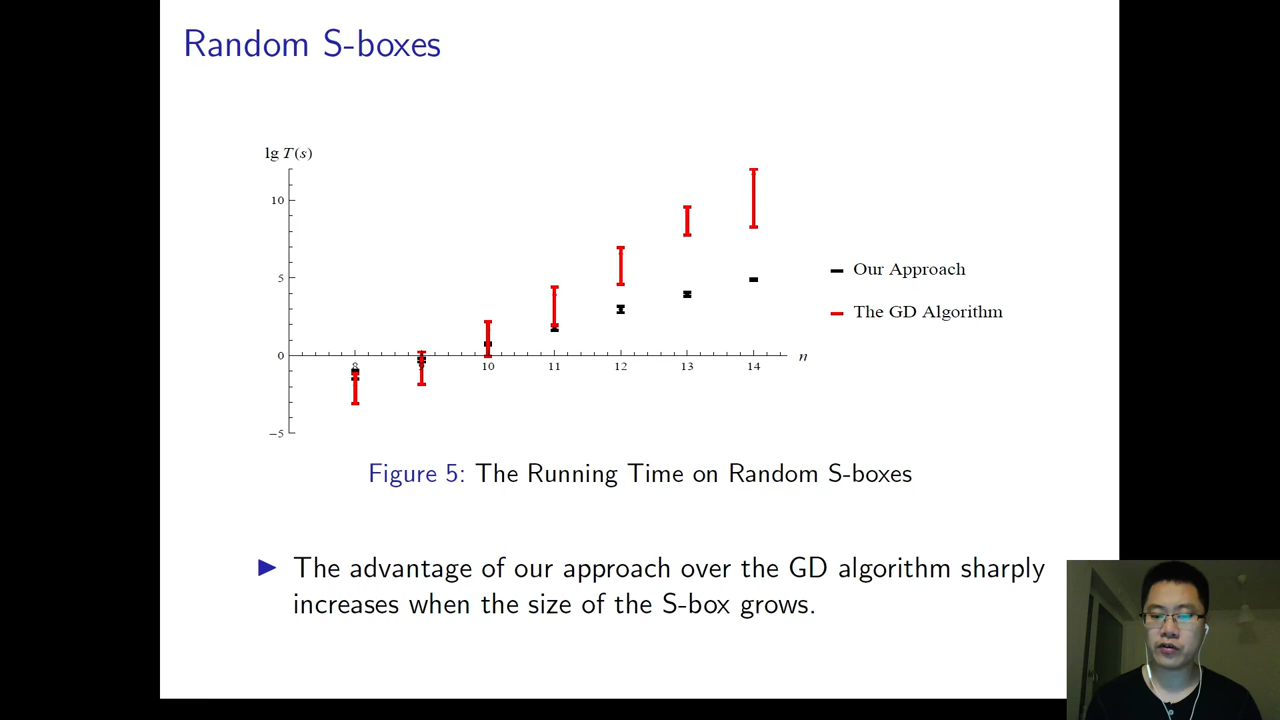 Random S-boxes
lg T(s)
10
5
0
−5
8
9
10
11
12
13
14
n
Our Approach
The GD Algorithm
Figure 5: The Running Time on Random S-boxes
The advantage of our approach over the GD algorithm sharply
increases when the size of the S-box grows.